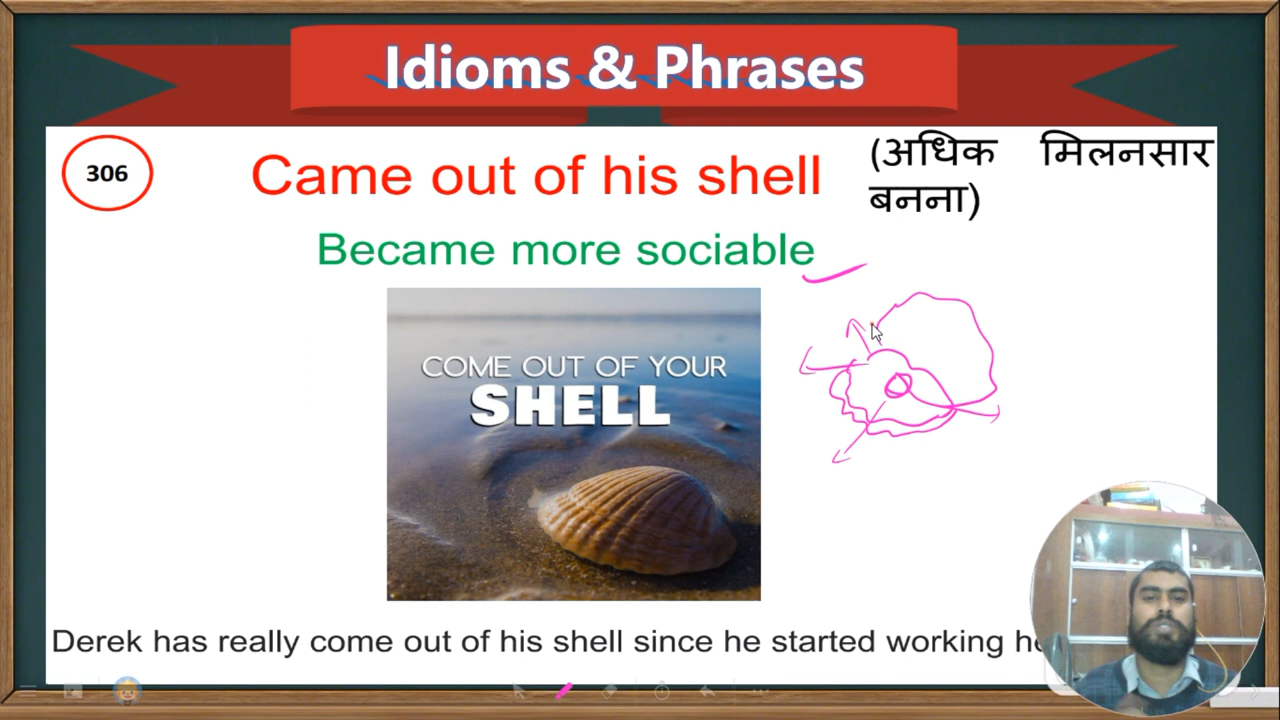 Idioms & Phrases
306
Came out of his shell
(अधिक मिलनसार
बनना)
Became more sociable
COME OUT OF YOUR
SHELL
Derek has really come out of his shell since he started working